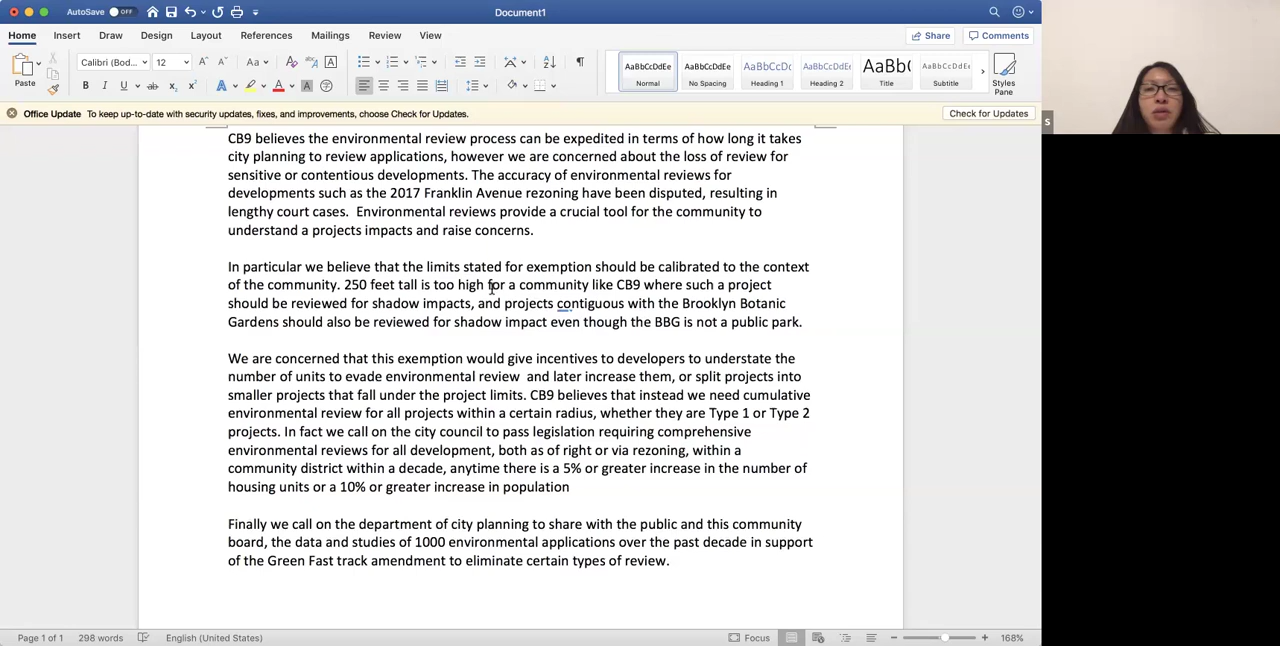 AutoSave OFF
Document1
Home Insert Draw Design Layout References Mailings Review View
Share Comments
Paste
Calibri (Bod... 12
AaBbCcDdEe AaBbCcDdEe AaBbCcDc AaBbCcDdEe AaBb( AaBbCcDdEe
Normal No Spacing Heading 1 Heading 2 Title Subtitle
Styles
Pane
Office Update To keep up-to-date with security updates, fixes, and improvements, choose Check for Updates.
Check for Updates
S
CB9 believes the environmental review process can be expedited in terms of how long it takes
city planning to review applications, however we are concerned about the loss of review for
sensitive or contentious developments. The accuracy of environmental reviews for
developments such as the 2017 Franklin Avenue rezoning have been disputed, resulting in
lengthy court cases.  Environmental reviews provide a crucial tool for the community to
understand a projects impacts and raise concerns.
In particular we believe that the limits stated for exemption should be calibrated to the context
of the community. 250 feet tall is too high for a community like CB9 where such a project
should be reviewed for shadow impacts, and projects contiguous with the Brooklyn Botanic
Gardens should also be reviewed for shadow impact even though the BBG is not a public park.
We are concerned that this exemption would give incentives to developers to understate the
number of units to evade environmental review  and later increase them, or split projects into
smaller projects that fall under the project limits. CB9 believes that instead we need cumulative
environmental review for all projects within a certain radius, whether they are Type 1 or Type 2
projects. In fact we call on the city council to pass legislation requiring comprehensive
environmental reviews for all development, both as of right or via rezoning, within a
community district within a decade, anytime there is a 5% or greater increase in the number of
housing units or a 10% or greater increase in population
Finally we call on the department of city planning to share with the public and this community
board, the data and studies of 1000 environmental applications over the past decade in support
of the Green Fast track amendment to eliminate certain types of review.
Page 1 of 1 298 words English (United States) Focus 168%